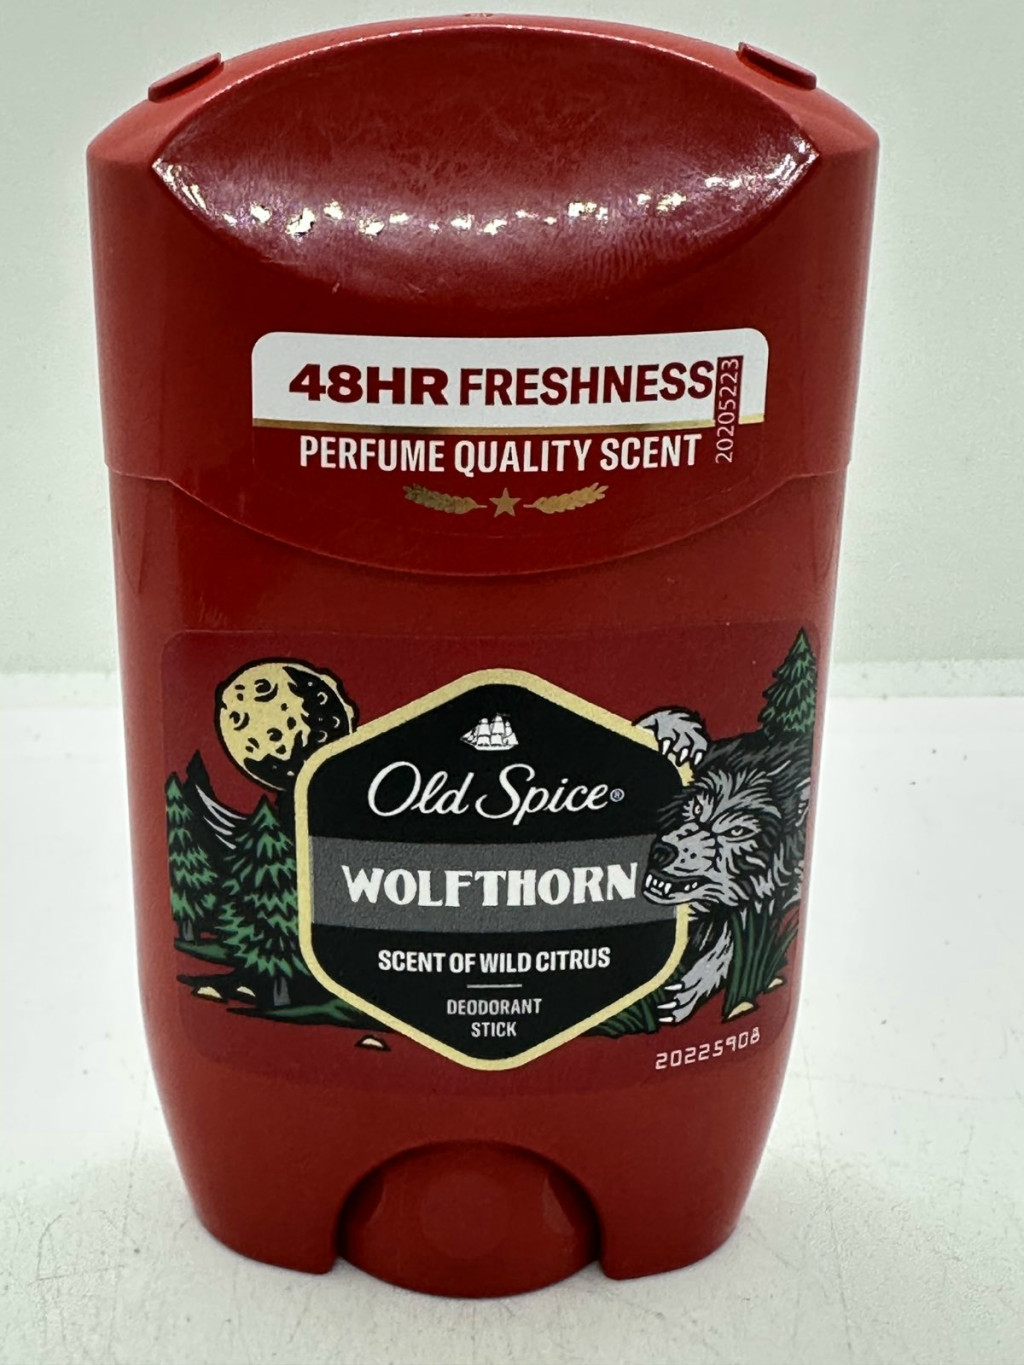 48HR FRESHNESS
20205223
PERFUME QUALITY SCENT
Old Spice®
WOLFTHORN
SCENT OF WILD CITRUS
DEODORANT
STICK
20225908